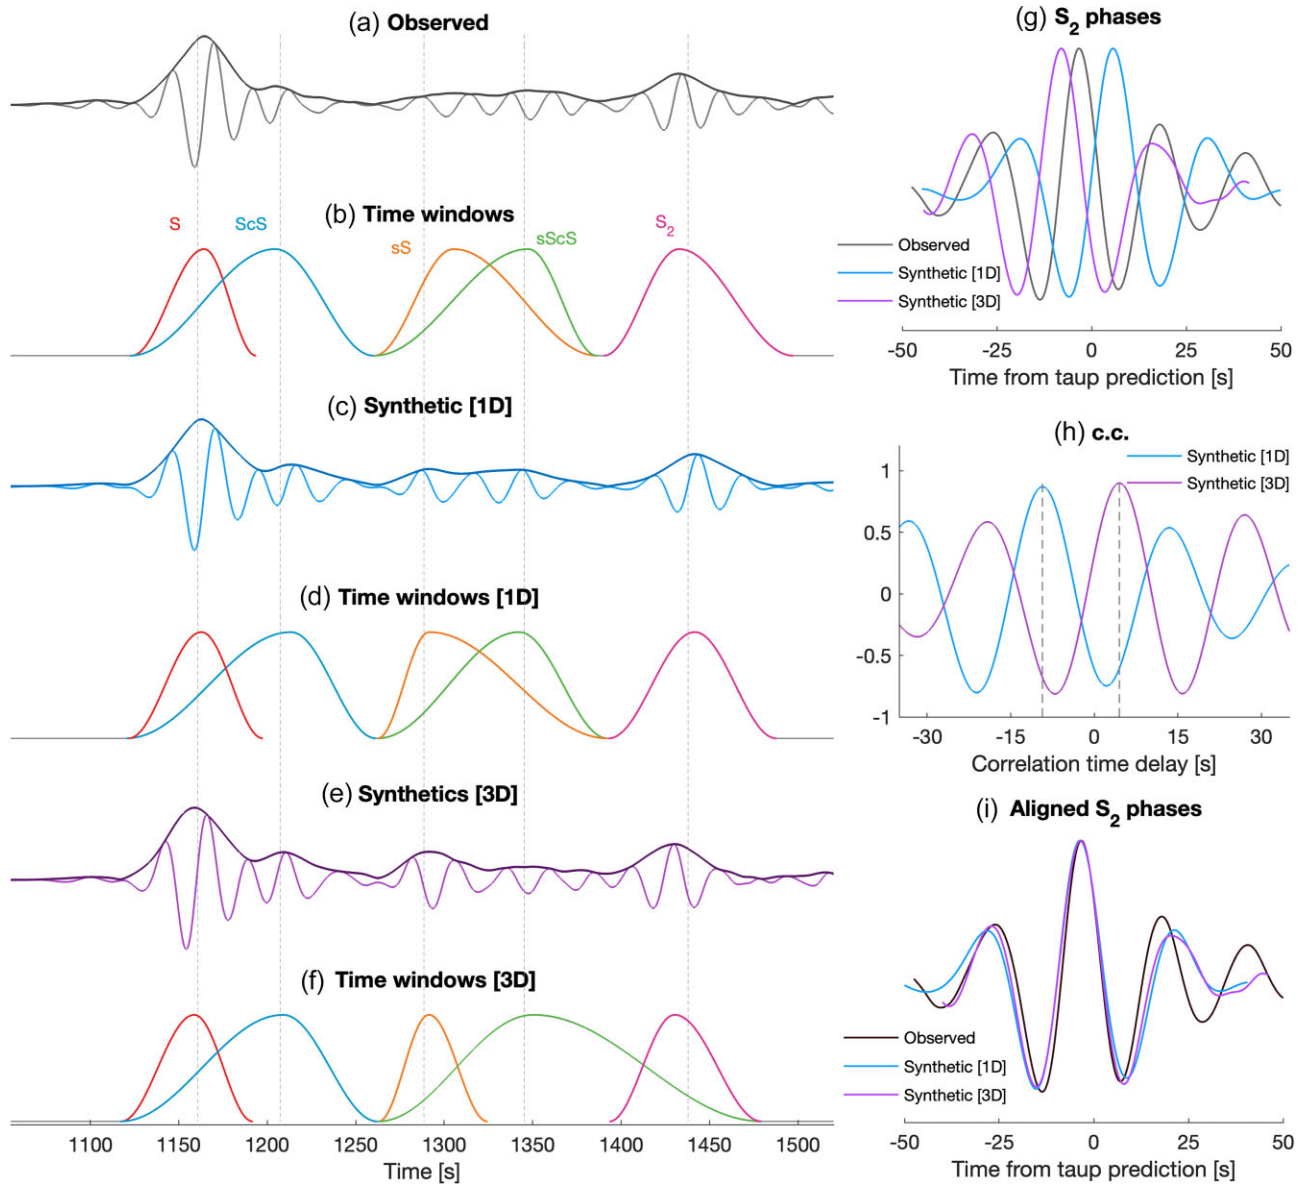 (a) Observed
(b) Time windows
S
ScS
sS
sScS
S₂
(c) Synthetic [1D]
(d) Time windows [1D]
(e) Synthetics [3D]
(f) Time windows [3D]
1100 1150 1200 1250 1300 1350 1400 1450 1500
Time [s]
(g) S₂ phases
Observed
Synthetic [1D]
Synthetic [3D]
-50 -25 0 25 50
Time from taup prediction [s]
(h) c.c.
Synthetic [1D]
Synthetic [3D]
1
0.5
0
-0.5
-1
-30 -15 0 15 30
Correlation time delay [s]
(i) Aligned S₂ phases
Observed
Synthetic [1D]
Synthetic [3D]
-50 -25 0 25 50
Time from taup prediction [s]